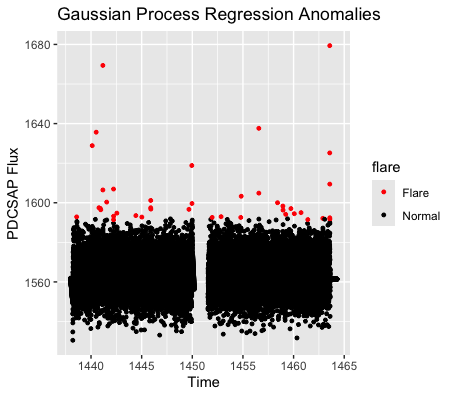 Gaussian Process Regression Anomalies
PDCSAP Flux
1680
1640
1600
1560
1440
1445
1450
1455
1460
1465
Time
flare
Flare
Normal